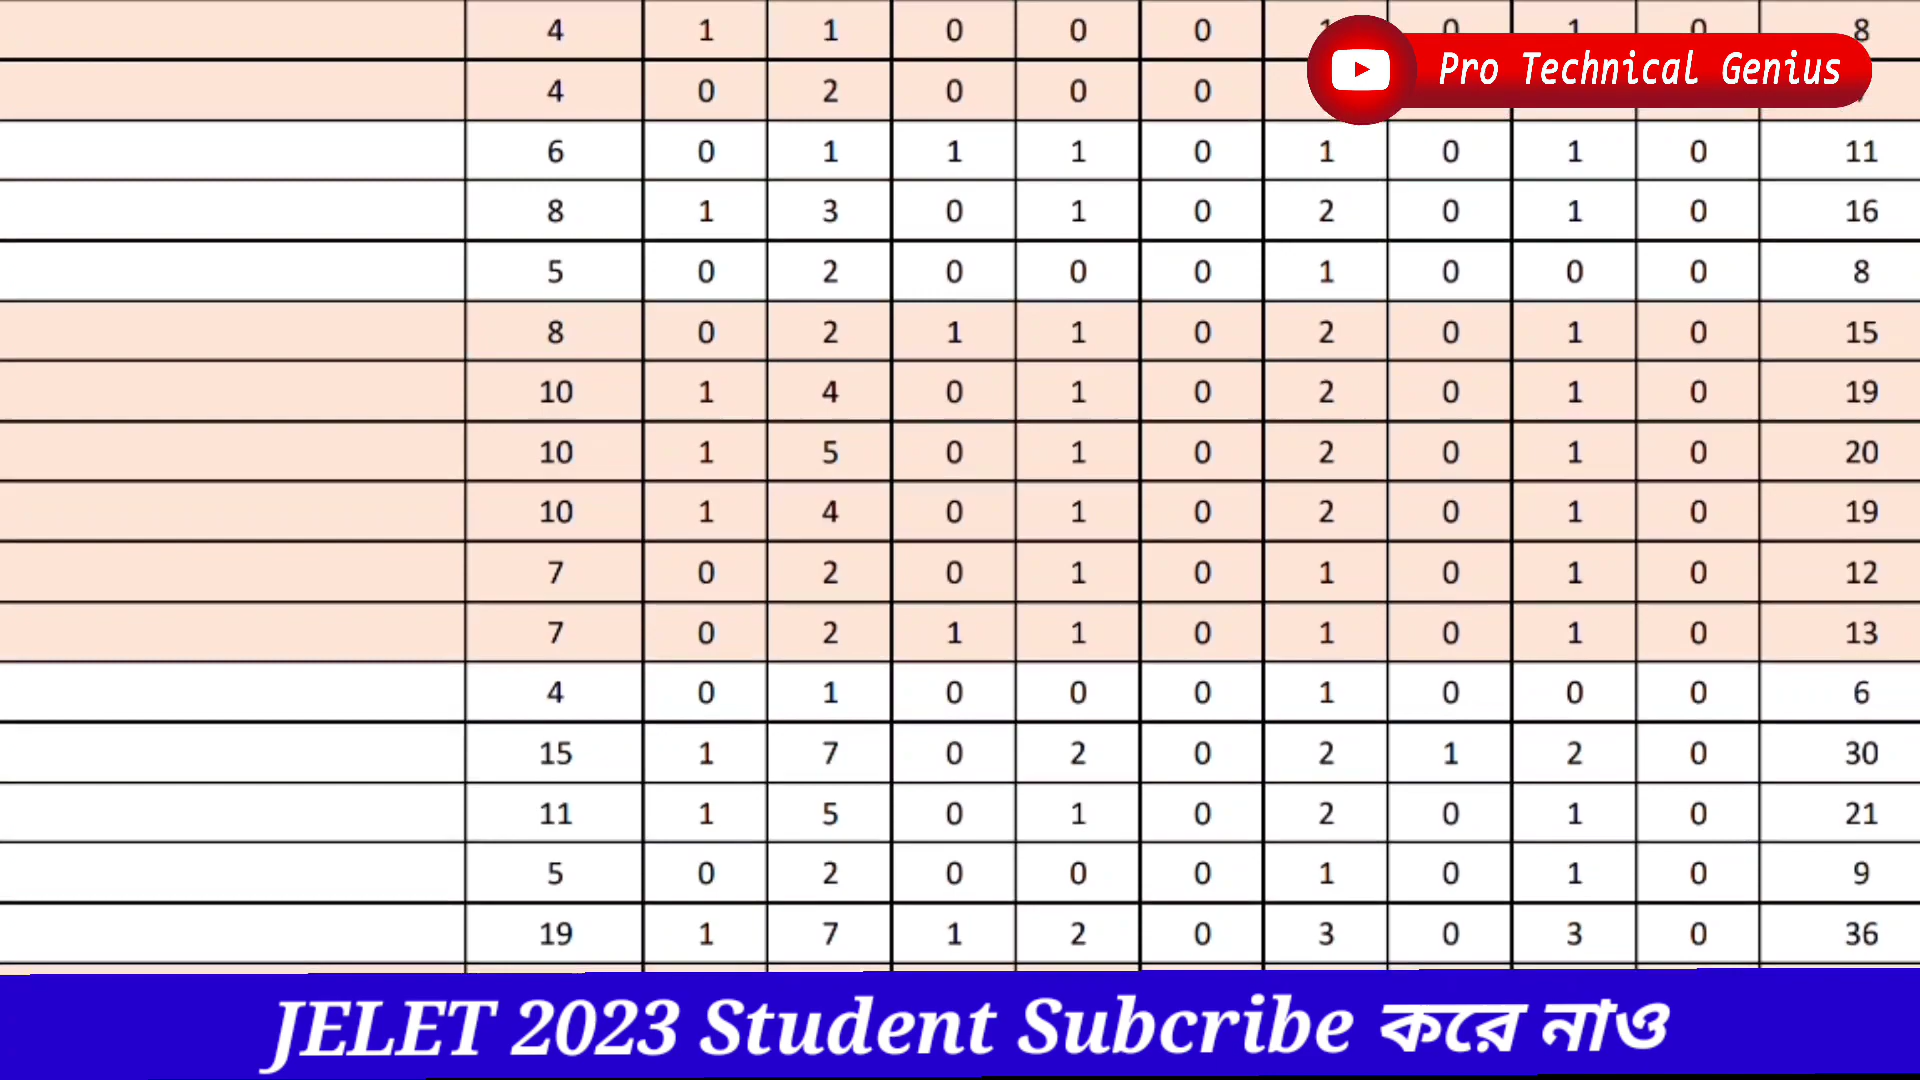 4 1 1 0 0 0 1 0 1 0 8
Pro Technical Genius
4 0 2 0 0 0
6 0 1 1 1 0 1 0 1 0 11
8 1 3 0 1 0 2 0 1 0 16
5 0 2 0 0 0 1 0 0 0 8
8 0 2 1 1 0 2 0 1 0 15
10 1 4 0 1 0 2 0 1 0 19
10 1 5 0 1 0 2 0 1 0 20
10 1 4 0 1 0 2 0 1 0 19
7 0 2 0 1 0 1 0 1 0 12
7 0 2 1 1 0 1 0 1 0 13
4 0 1 0 0 0 1 0 0 0 6
15 1 7 0 2 0 2 1 2 0 30
11 1 5 0 1 0 2 0 1 0 21
5 0 2 0 0 0 1 0 1 0 9
19 1 7 1 2 0 3 0 3 0 36
JELET 2023 Student Subcribe করে নাও